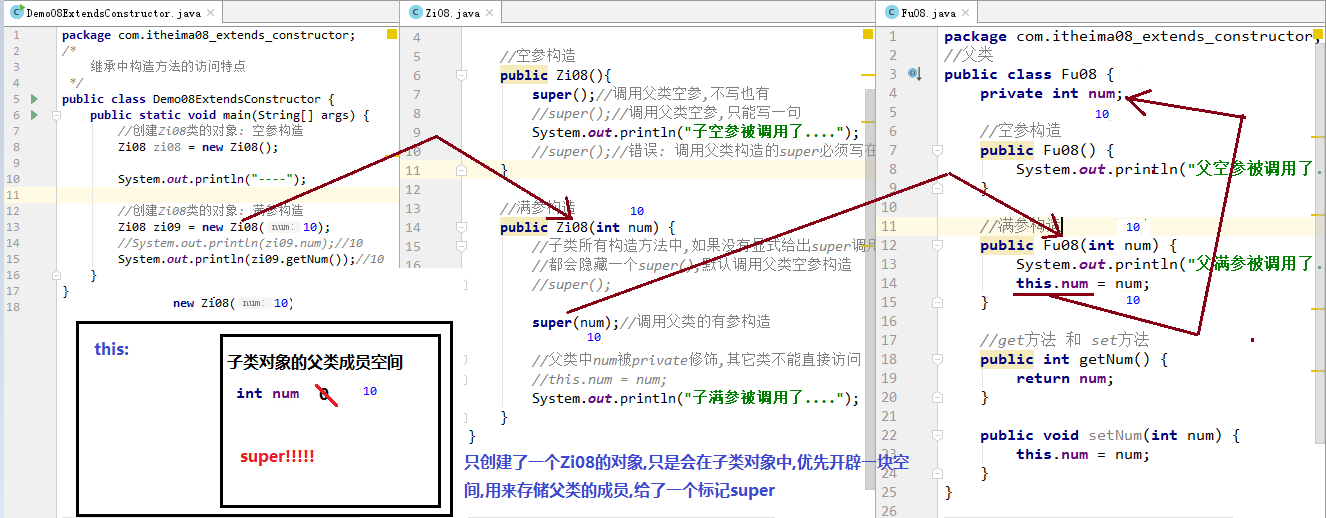 Demo08ExtendsConstructor.java
1 package com.itheima08_extends_constructor;
2 /*
3 继承中构造方法的访问特点
4 */
5 public class Demo08ExtendsConstructor {
6 public static void main(String[] args) {
7 //创建Zi08类的对象: 空参构造
8 Zi08 zi08 = new Zi08();
9
10 System.out.println("----");
11
12 //创建Zi08类的对象: 满参构造
13 Zi08 zi09 = new Zi08( num: 10);
14 //System.out.println(zi09.num);//10
15 System.out.println(zi09.getNum());//10
16 }
17 }
18
new Zi08( num: 10)
this:
子类对象的父类成员空间
int num 0 10
super!!!!!
Zi08.java
4
5 //空参构造
6 public Zi08(){
7 super();//调用父类空参,不写也有
8 //super();//调用父类空参,只能写一句
9 System.out.println("子空参被调用了....");
10 //super();//错误: 调用父类构造的super必须写在
11 }
12
13 //满参构造
10
14 public Zi08(int num) {
15 //子类所有构造方法中,如果没有显式给出super调用
16 //都会隐藏一个super();默认调用父类空参构造
//super();
super(num);//调用父类的有参构造
10
//父类中num被private修饰,其它类不能直接访问
//this.num = num;
System.out.println("子满参被调用了....");
}
}
只创建了一个Zi08的对象,只是会在子类对象中,优先开辟一块空
间,用来存储父类的成员,给了一个标记super
Fu08.java
1 package com.itheima08_extends_constructor;
2 //父类
3 public class Fu08 {
4 private int num;
5 10
6 //空参构造
7 public Fu08() {
8 System.out.println("父空参被调用了.
9 }
10
11 //满参构造 10
12 public Fu08(int num) {
13 System.out.println("父满参被调用了.
14 this.num = num;
15 } 10
16
17 //get方法 和 set方法
18 public int getNum() {
19 return num;
20 }
21
22 public void setNum(int num) {
23 this.num = num;
24 }
25 }
26